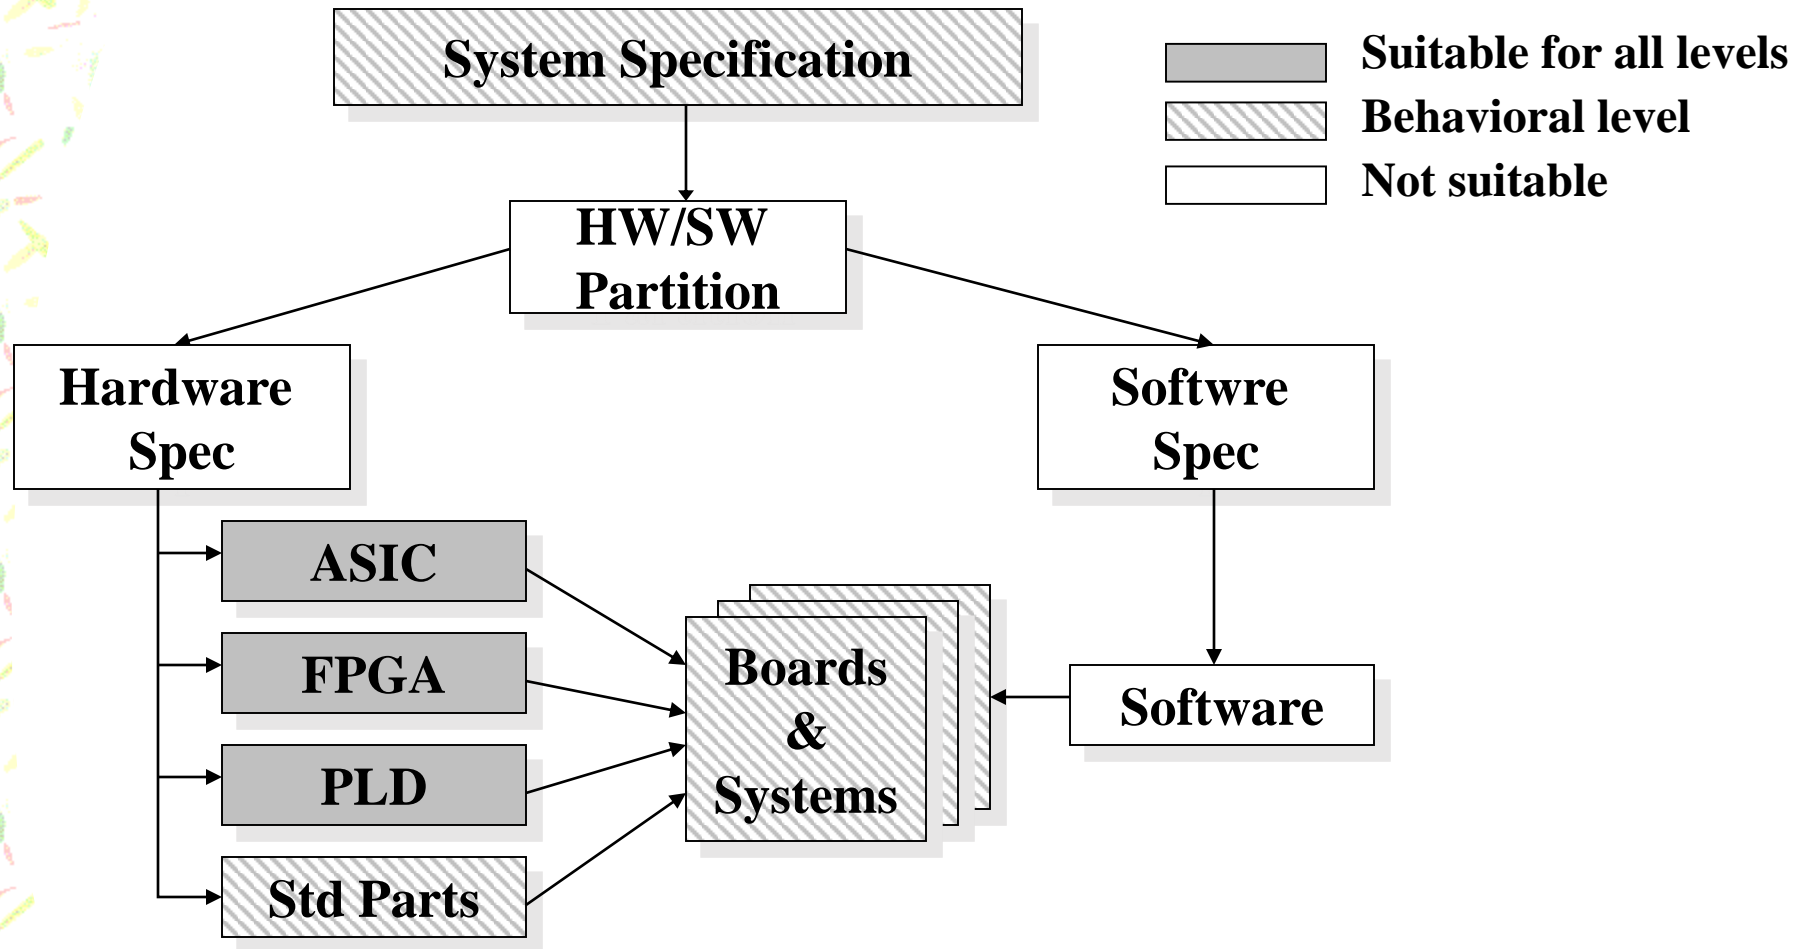 System Specification
Suitable for all levels
Behavioral level
Not suitable
HW/SW
Partition
Hardware
Spec
Softwre
Spec
ASIC
FPGA
PLD
Std Parts
Boards
&
Systems
Software